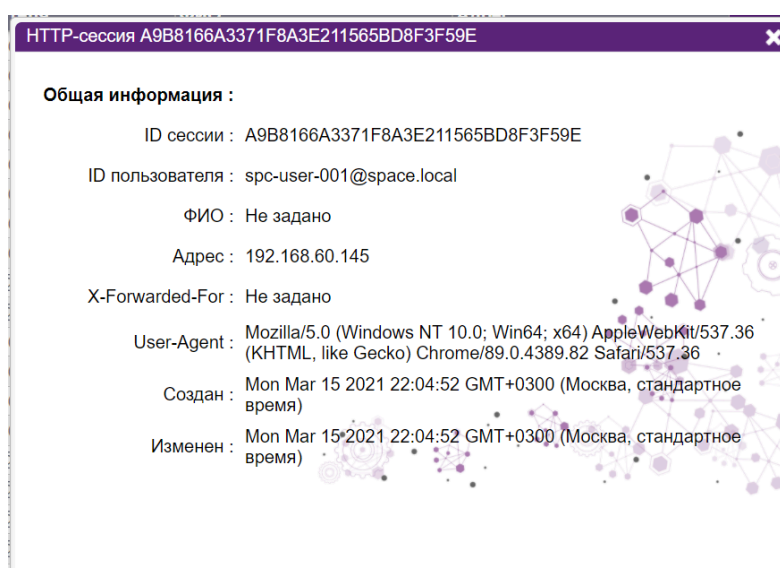 HTTP-сессия A9B8166A3371F8A3E211565BD8F3F59E
Общая информация :
ID сессии : A9B8166A3371F8A3E211565BD8F3F59E
ID пользователя : spc-user-001@space.local
ФИО : Не задано
Адрес : 192.168.60.145
X-Forwarded-For : Не задано
User-Agent : Mozilla/5.0 (Windows NT 10.0; Win64; x64) AppleWebKit/537.36
(KHTML, like Gecko) Chrome/89.0.4389.82 Safari/537.36
Создан : Mon Mar 15 2021 22:04:52 GMT+0300 (Москва, стандартное
время)
Изменен : Mon Mar 15 2021 22:04:52 GMT+0300 (Москва, стандартное
время)